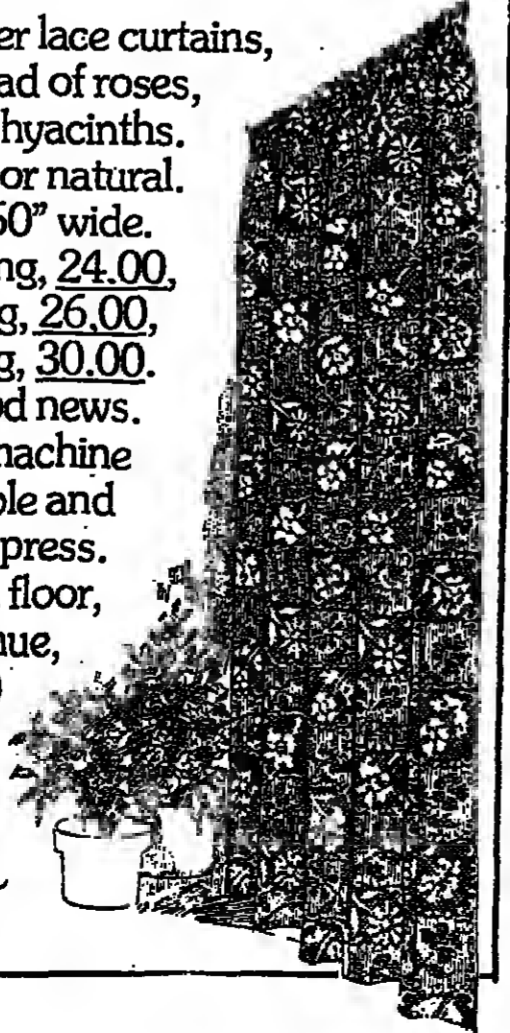 er lace curtains,
ad of roses,
hyacinths.
or natural.
60” wide.
ng, 24.00,
g, 26.00,
g, 30.00.
od news.
machine
ble and
press.
floor,
nue,
)